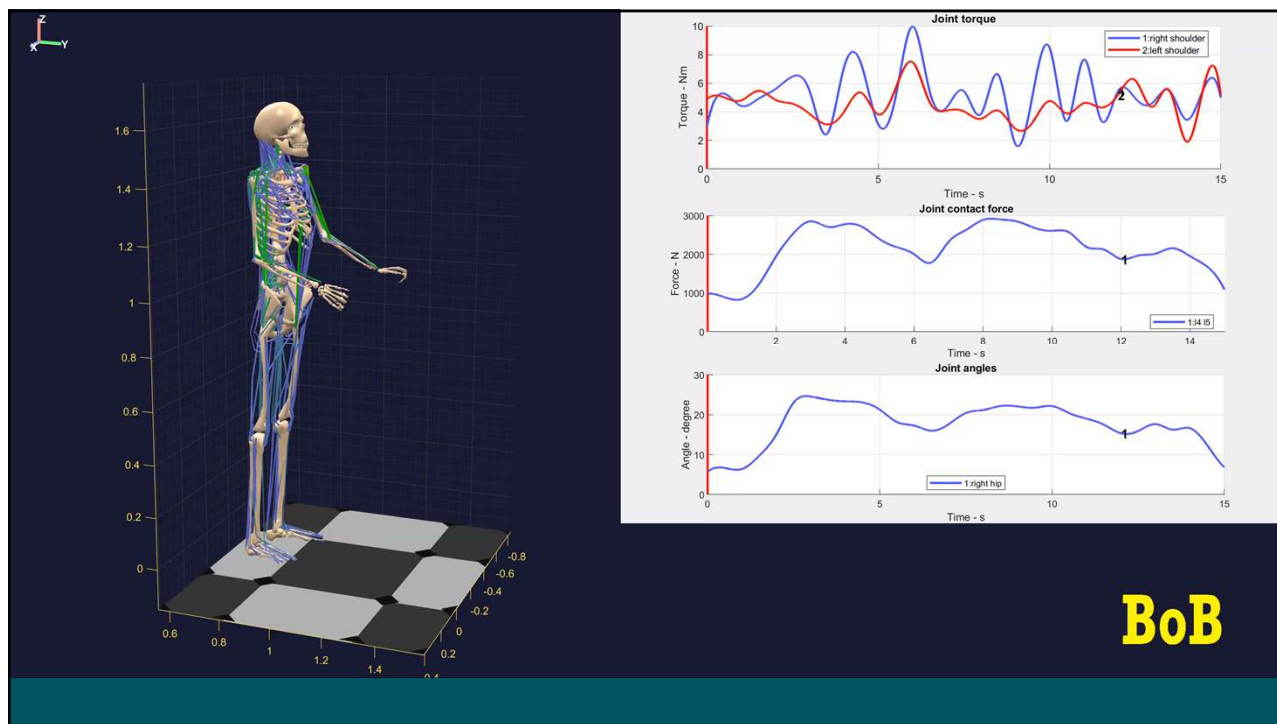 Z
X
Y
1.6
1.4
1.2
1
0.8
0.6
0.4
0.2
0
0.6
0.8
1
1.2
1.4
-0.8
-0.6
-0.4
-0.2
0
0.2
0.4
Joint torque
10
8
6
4
2
0
Torque - Nm
1:right shoulder
2:left shoulder
2
0 5 10 15
Time - s
Joint contact force
3000
2000
1000
0
Force - N
1
1:l4 l5
2 4 6 8 10 12 14
Time - s
Joint angles
30
20
10
0
Angle - degree
1
1:right hip
0 5 10 15
Time - s
BoB